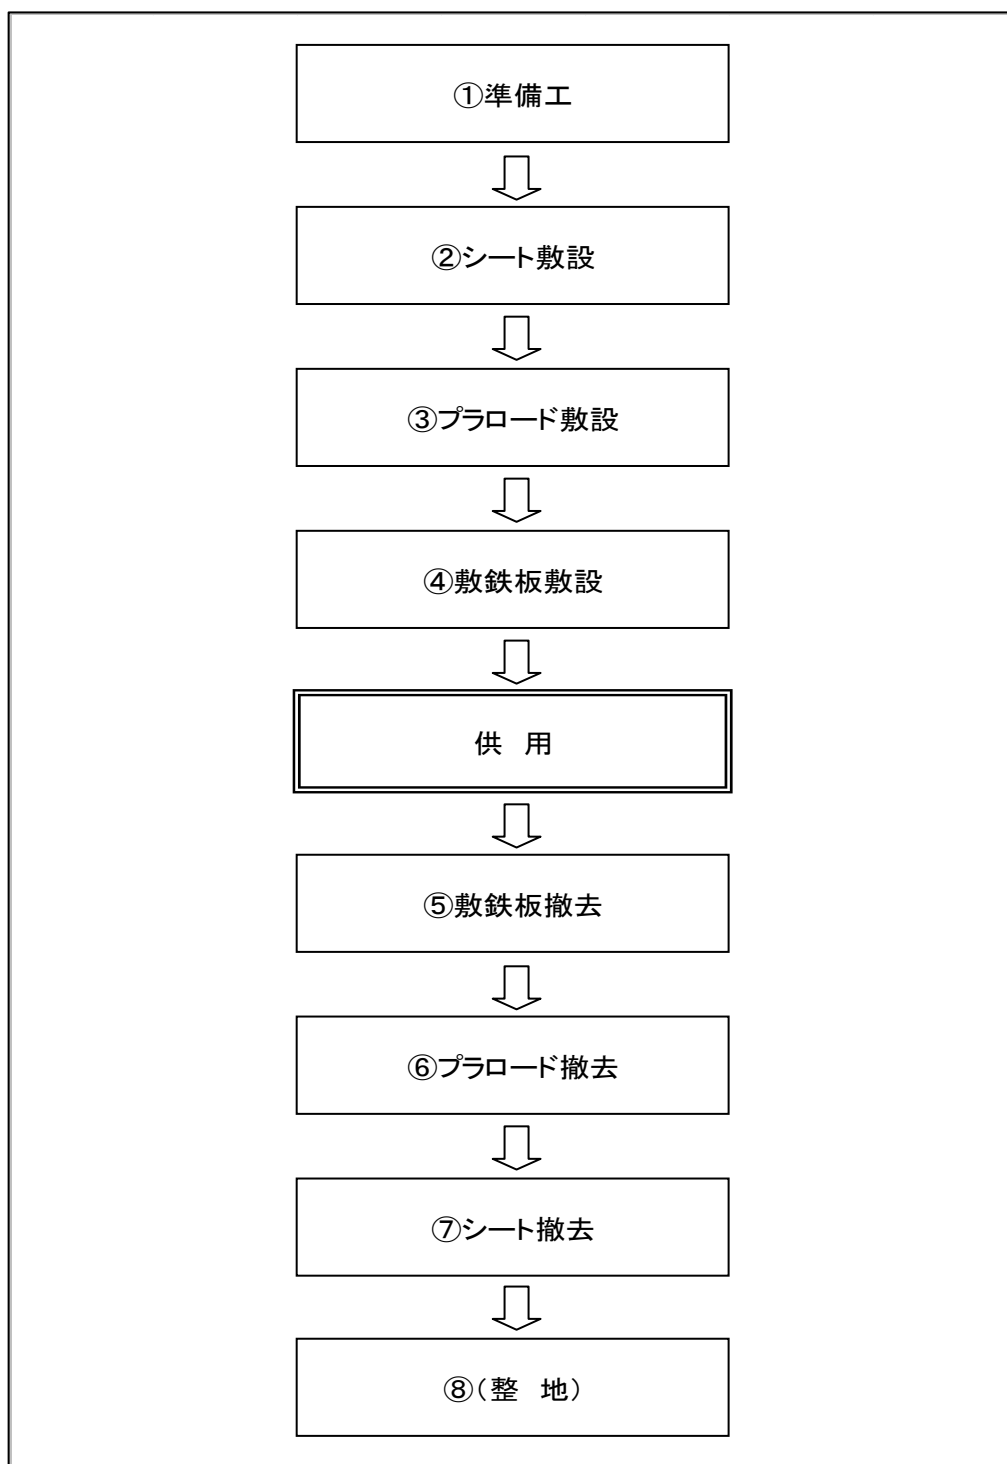 ①準備工
②シート敷設
③プラロード敷設
④敷鉄板敷設
供　用
⑤敷鉄板撤去
⑥プラロード撤去
⑦シート撤去
⑧（整　地）